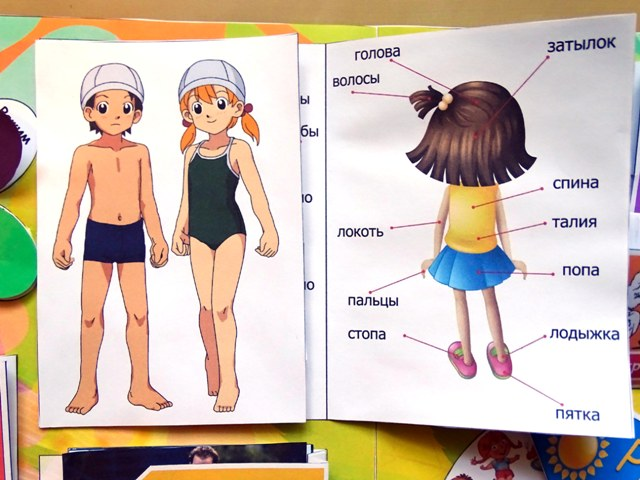 голова
затылок
волосы
спина
талия
локоть
попа
пальцы
стопа
лодыжка
пятка